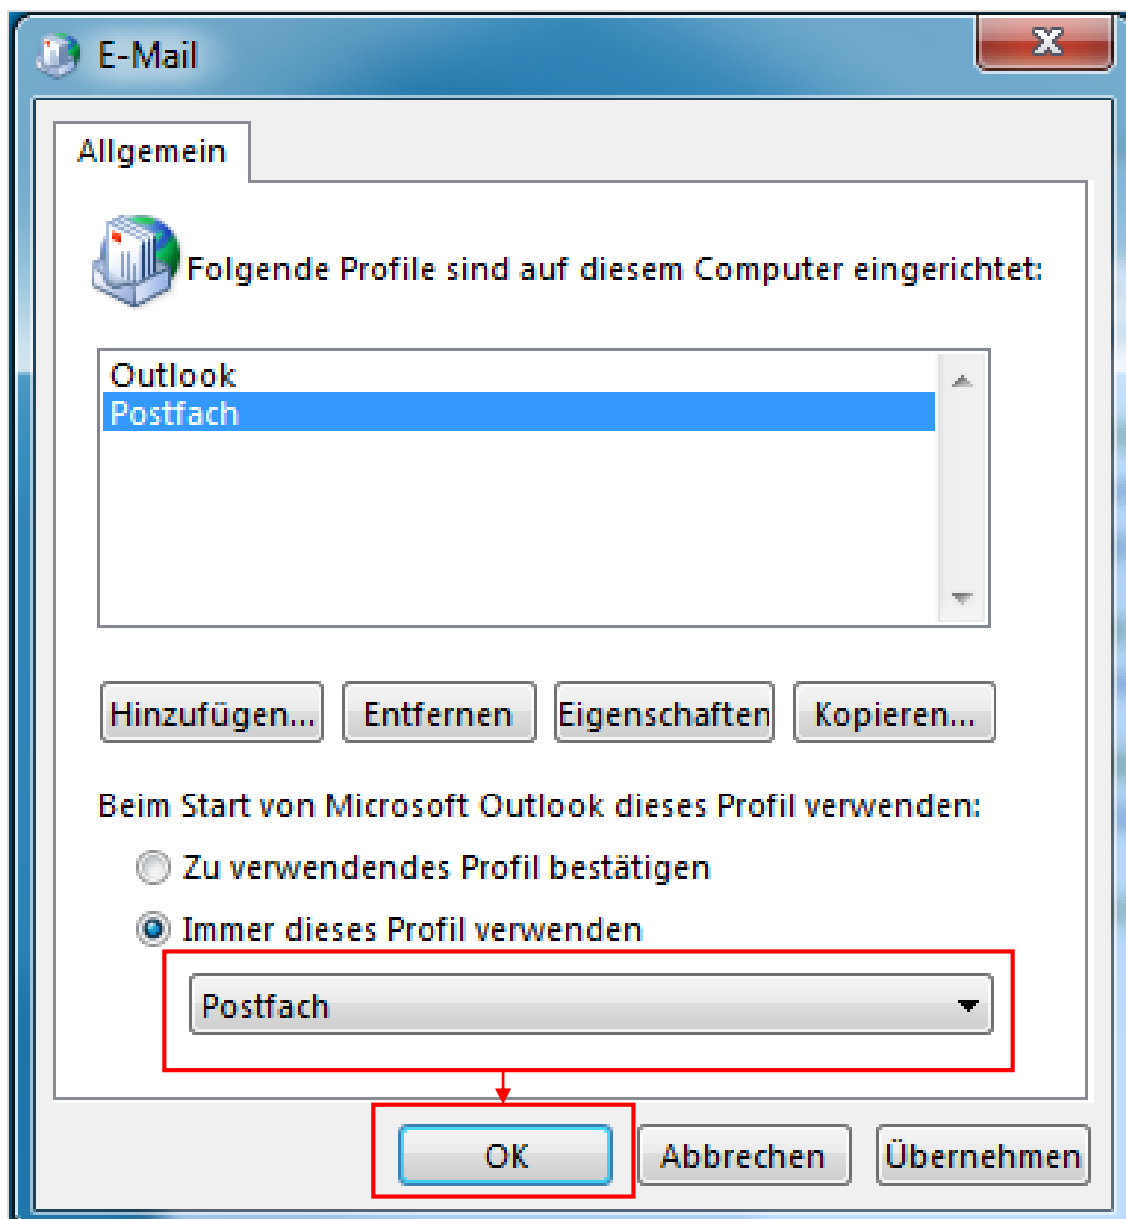 E-Mail
Allgemein
Folgende Profile sind auf diesem Computer eingerichtet:
Outlook
Postfach
Hinzufügen... Entfernen Eigenschaften Kopieren...
Beim Start von Microsoft Outlook dieses Profil verwenden:
Zu verwendendes Profil bestätigen
Immer dieses Profil verwenden
Postfach
OK Abbrechen Übernehmen